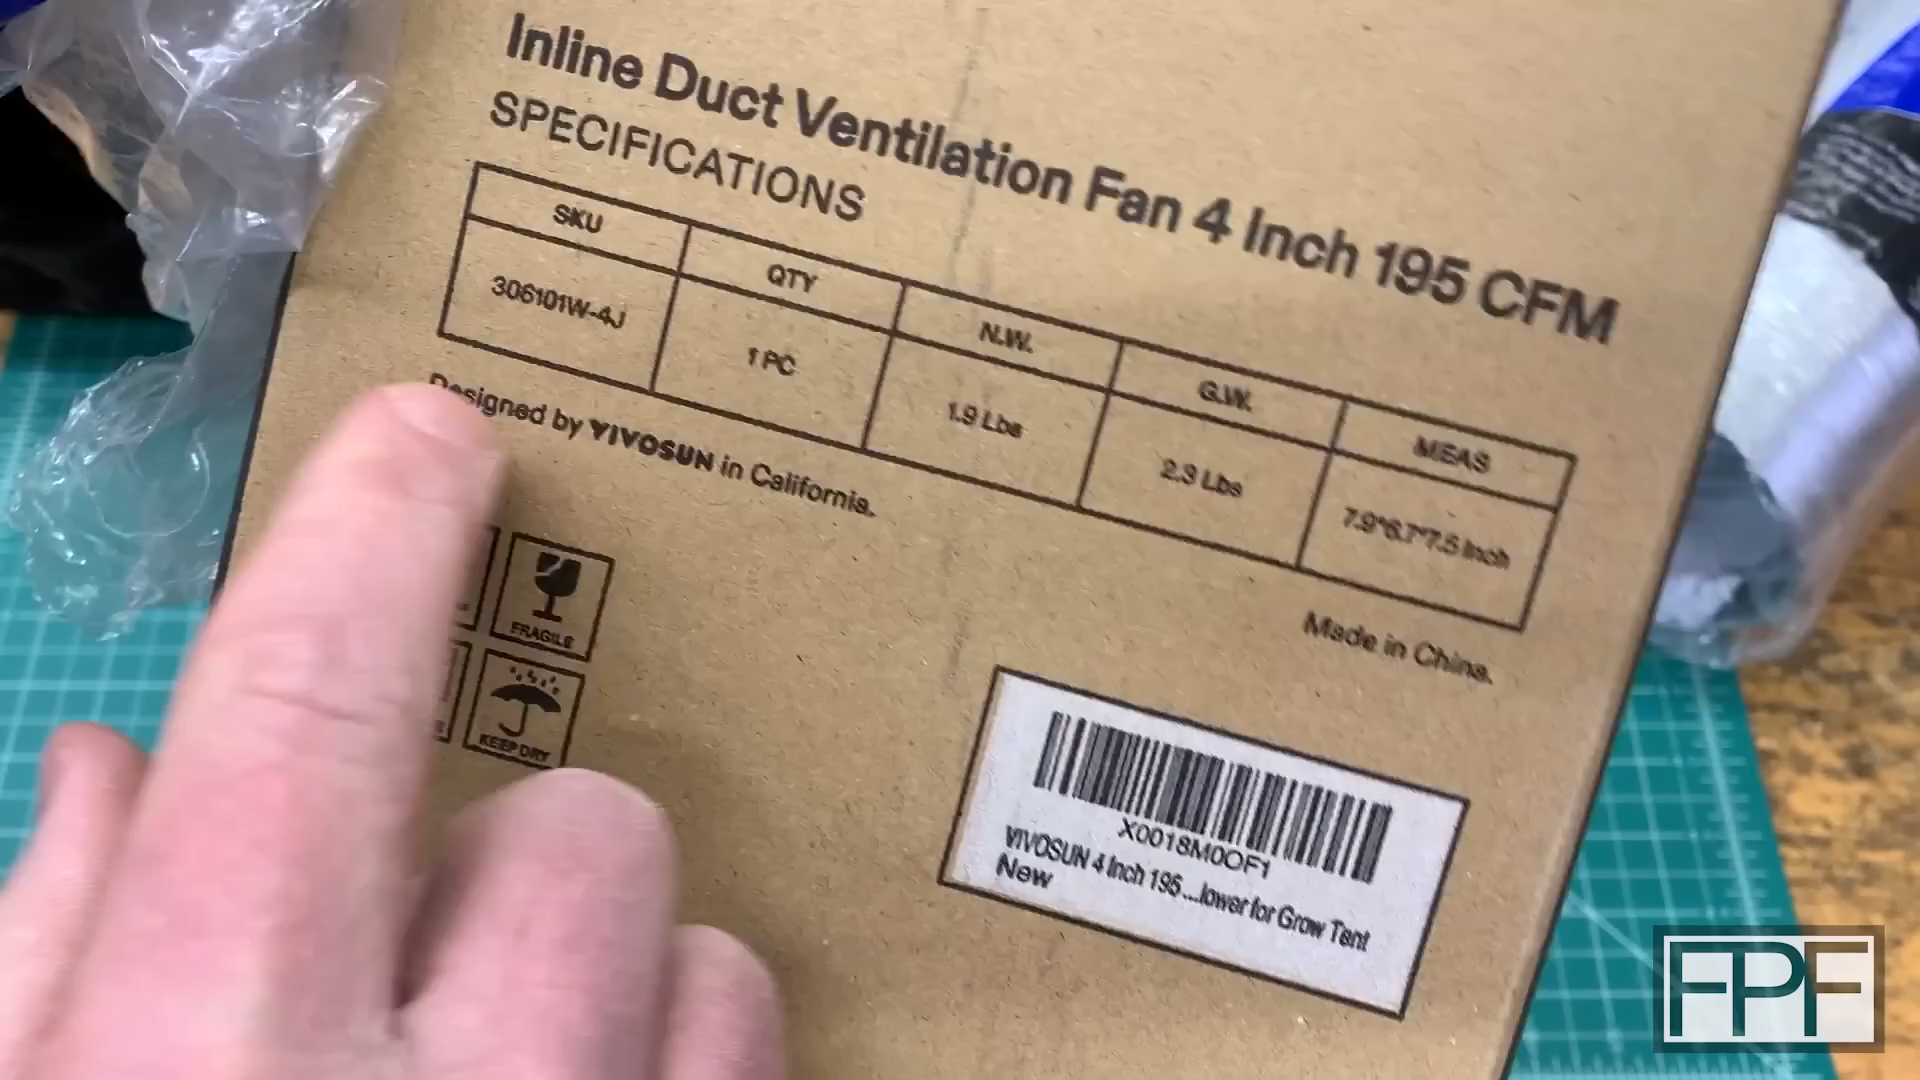 Inline Duct Ventilation Fan 4 Inch 195 CFM
SPECIFICATIONS
SKU QTY N.W. G.W. MEAS
306101W-4J 1 PC 1.9 Lbs 2.3 Lbs 7.9*6.7*7.5 Inch
Designed by VIVOSUN in California.
Made in China.
FRAGILE
KEEP DRY
X0018M0OF1
VIVOSUN 4 Inch 195...lower for Grow Tent
New
FPF